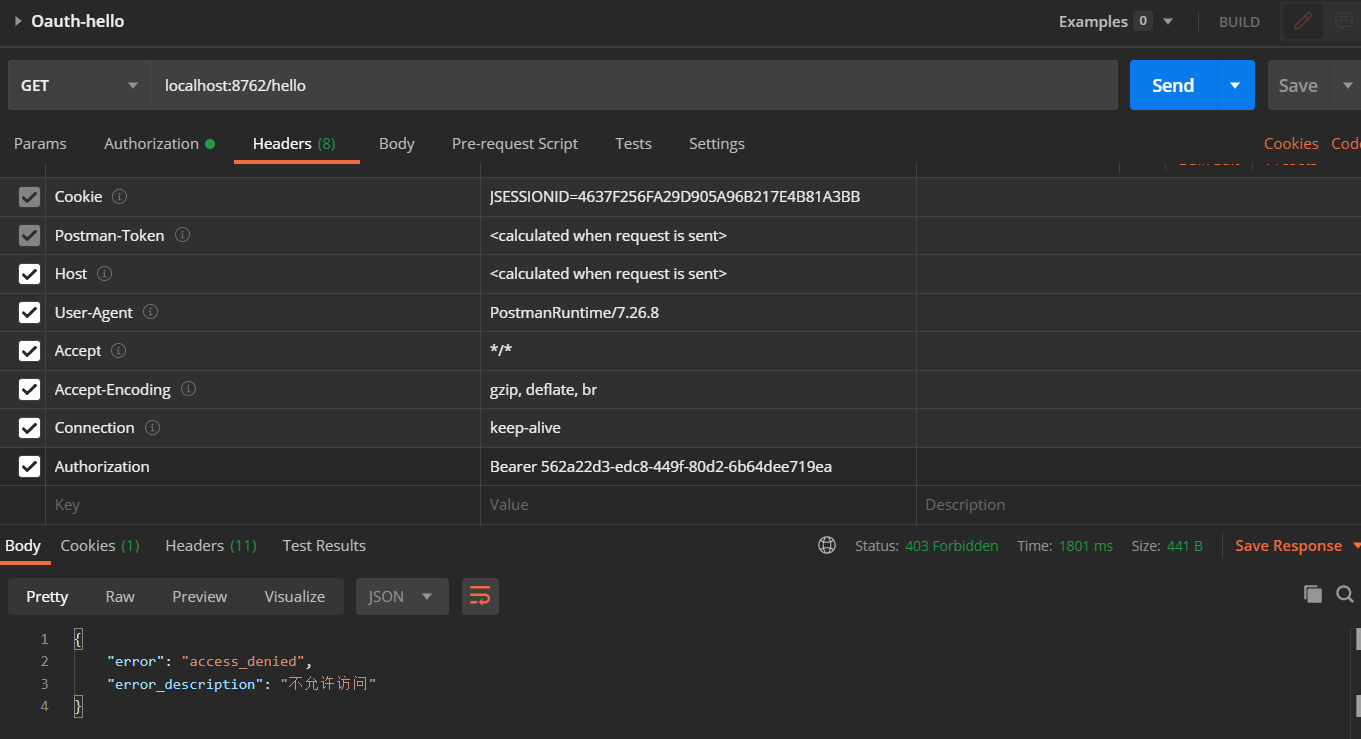 Oauth-hello Examples 0 BUILD
GET localhost:8762/hello Send Save
Params Authorization Headers (8) Body Pre-request Script Tests Settings Cookies Code
Cookie JSESSIONID=4637F256FA29D905A96B217E4B81A3BB
Postman-Token <calculated when request is sent>
Host <calculated when request is sent>
User-Agent PostmanRuntime/7.26.8
Accept */*
Accept-Encoding gzip, deflate, br
Connection keep-alive
Authorization Bearer 562a22d3-edc8-449f-80d2-6b64dee719ea
Key Value Description
Body Cookies (1) Headers (11) Test Results Status: 403 Forbidden Time: 1801 ms Size: 441 B Save Response
Pretty Raw Preview Visualize JSON
1 {
2 "error": "access_denied",
3 "error_description": "不允许访问"
4 }